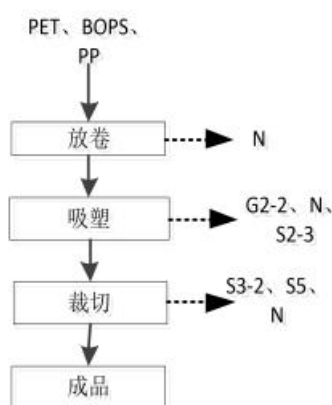 PET、BOPS、
PP
放卷
N
吸塑
G2-2、N、
S2-3
裁切
S3-2、S5、
N
成品